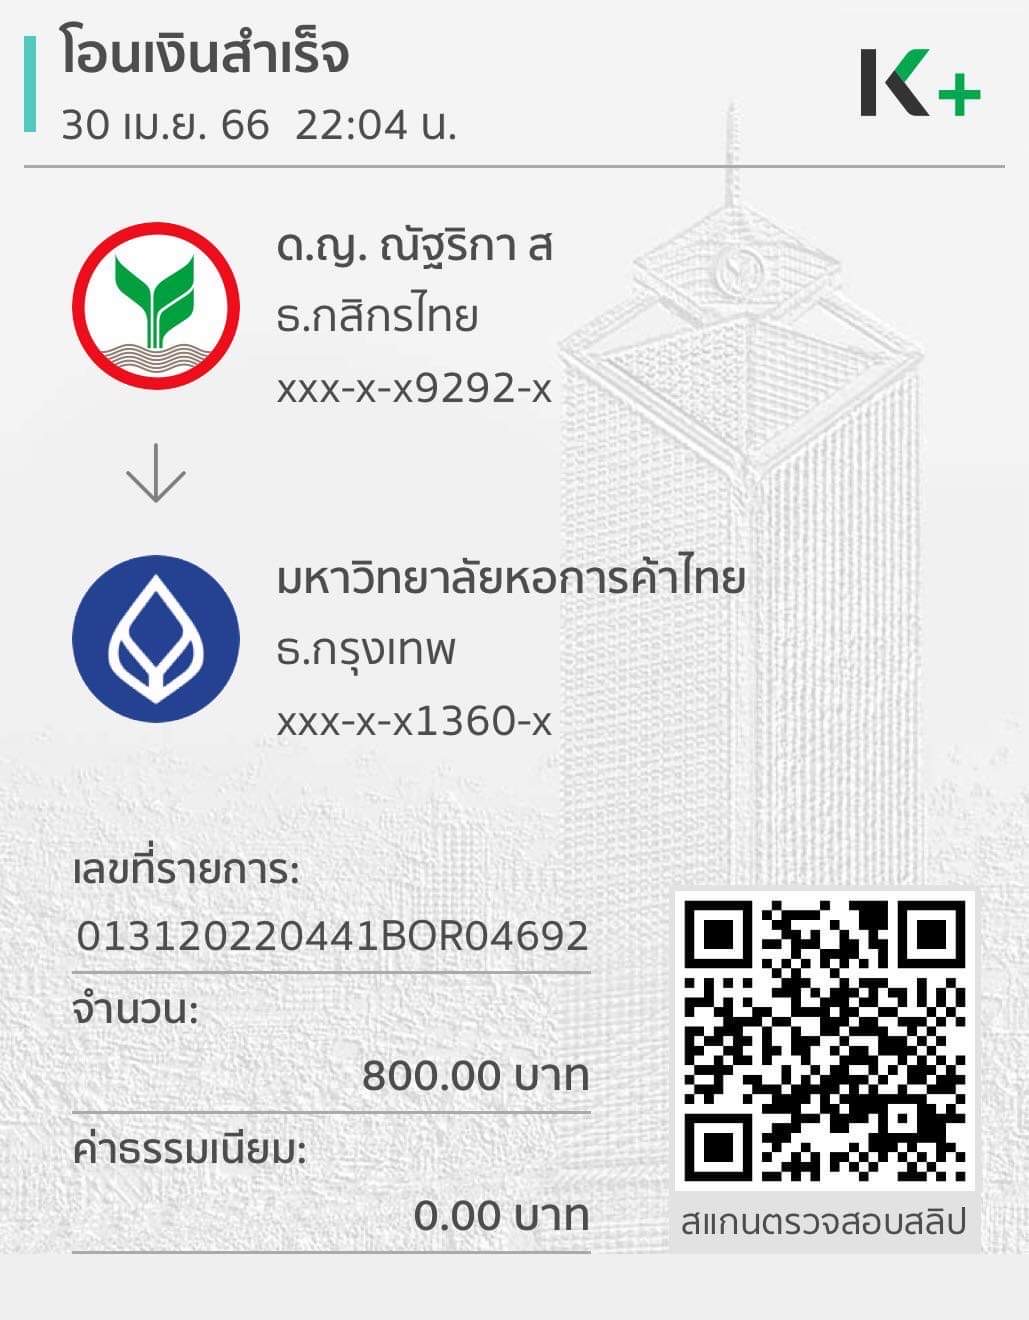 โอนเงินสำเร็จ
30 เม.ย. 66 22:04 น.
K+
ด.ญ. ณัฐริกา ส
ธ.กสิกรไทย
xxx-x-x9292-x
มหาวิทยาลัยหอการค้าไทย
ธ.กรุงเทพ
xxx-x-x1360-x
เลขที่รายการ:
013120220441BOR04692
จำนวน:
800.00 บาท
ค่าธรรมเนียม:
0.00 บาท
สแกนตรวจสอบสลิป